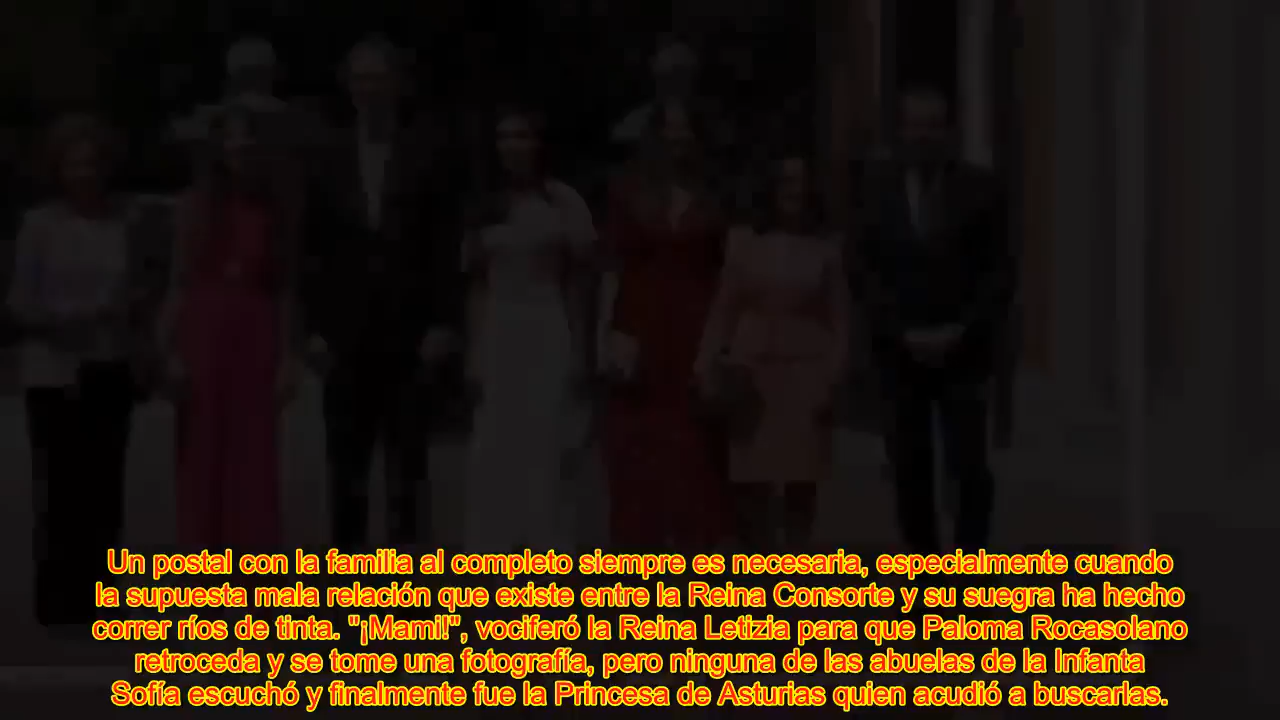 Un postal con la familia al completo siempre es necesaria, especialmente cuando
la supuesta mala relación que existe entre la Reina Consorte y su suegra ha hecho
correr ríos de tinta. "¡Mami!", vociferó la Reina Letizia para que Paloma Rocasolano
retroceda y se tome una fotografía, pero ninguna de las abuelas de la Infanta
Sofía escuchó y finalmente fue la Princesa de Asturias quien acudió a buscarlas.